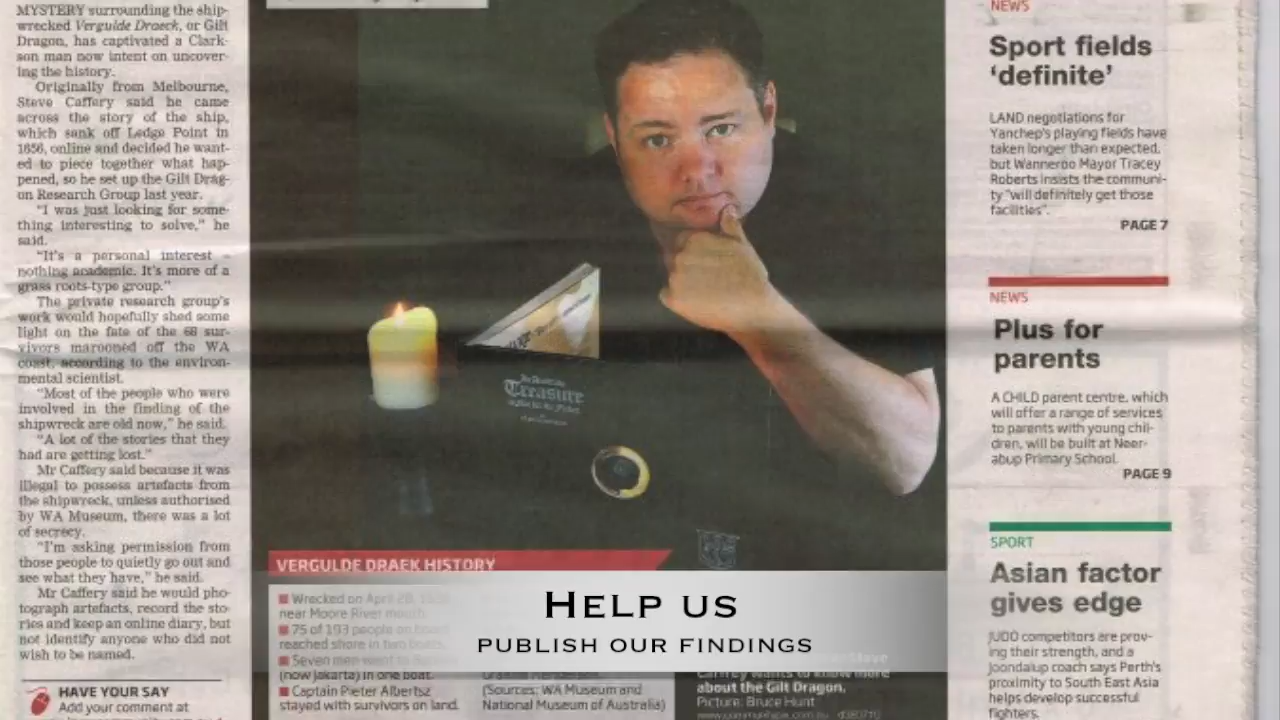 MYSTERY surrounding the ship-
wrecked Vergulde Draeck, or Gilt
Dragon, has captivated a Clark-
son man now intent on uncover-
ing the history.
Originally from Melbourne,
Steve Caffery said he came
across the story of the ship,
which sank off Ledge Point in
1656, online and decided he want-
ed to piece together what hap-
pened, so he set up the Gilt Drag-
on Research Group last year.
"I was just looking for some-
thing interesting to solve," he
said.
"It's a personal interest –
nothing academic. It's more of a
grass roots-type group."
The private research group's
work would hopefully shed some
light on the fate of the 68 sur-
vivors marooned off the WA
coast, according to the environ-
mental scientist.
"Most of the people who were
involved in the finding of the
shipwreck are old now," he said.
"A lot of the stories that they
had are getting lost."
Mr Caffery said because it was
illegal to possess artefacts from
the shipwreck, unless authorised
by WA Museum, there was a lot
of secrecy.
"I'm asking permission from
those people to quietly go out and
see what they have," he said.
Mr Caffery said he would pho-
tograph artefacts, record the sto-
ries and keep an online diary, but
not identify anyone who did not
wish to be named.
HAVE YOUR SAY
Add your comment at
Treasure
VERGULDE DRAEK HISTORY
Wrecked on April 28,
near Moore River mouth.
75 of 193 people on board
reached shore in two boats.
Seven men went to
(now Jakarta) in one boat.
Captain Pieter Albertsz
stayed with survivors on land.
(Sources: WA Museum and
National Museum of Australia)
Caffrey wants to know more
about the Gilt Dragon.
Picture: Bruce Hunt
HELP US
PUBLISH OUR FINDINGS
NEWS
Sport fields
'definite'
LAND negotiations for
Yanchep's playing fields have
taken longer than expected,
but Wanneroo Mayor Tracey
Roberts insists the communi-
ty "will definitely get those
facilities".
PAGE 7
NEWS
Plus for
parents
A CHILD parent centre, which
will offer a range of services
to parents with young chil-
dren, will be built at Neer-
abup Primary School.
PAGE 9
SPORT
Asian factor
gives edge
JUDO competitors are prov-
ing their strength, and a
Joondalup coach says Perth's
proximity to South East Asia
helps develop successful
fighters.